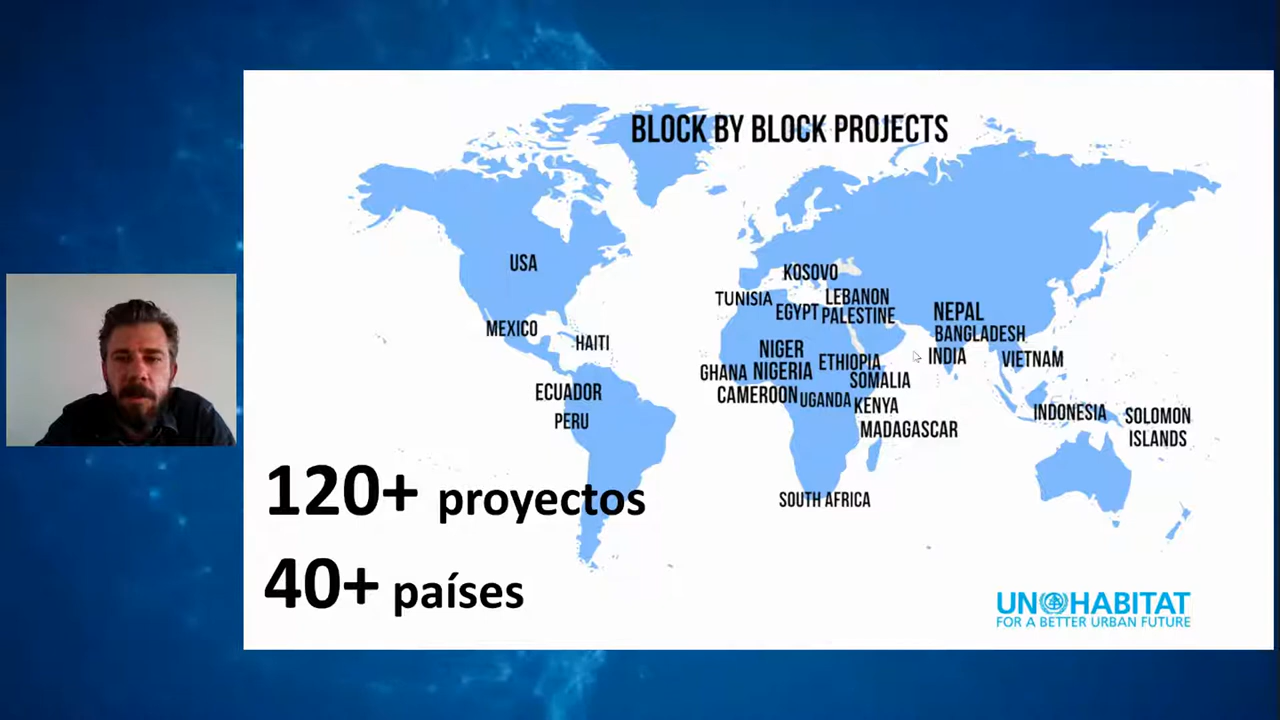 BLOCK BY BLOCK PROJECTS
USA
KOSOVO
TUNISIA
LEBANON
EGYPT
PALESTINE
NEPAL
BANGLADESH
MEXICO
HAITI
NIGER
INDIA
VIETNAM
GHANA
NIGERIA
ETHIOPIA
SOMALIA
ECUADOR
CAMEROON
UGANDA
KENYA
PERU
MADAGASCAR
INDONESIA
SOLOMON
ISLANDS
SOUTH AFRICA
120+ proyectos
40+ países
UN HABITAT
FOR A BETTER URBAN FUTURE